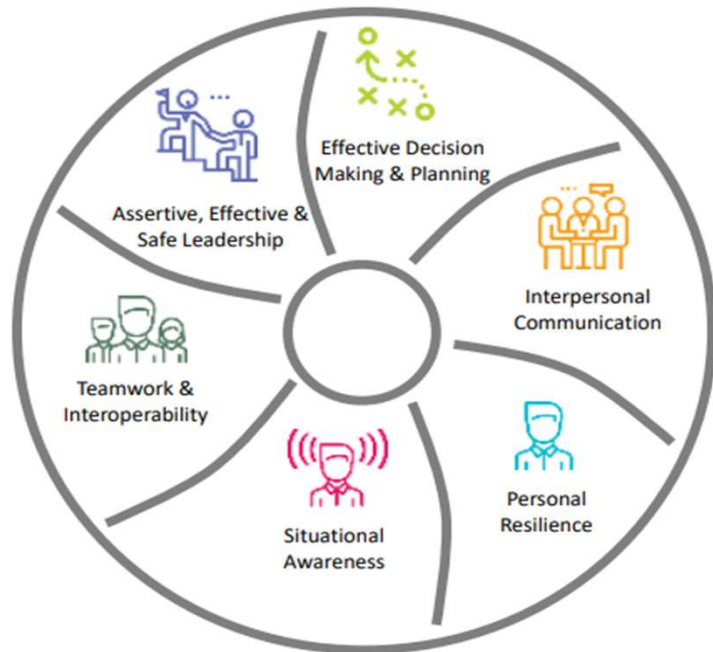 Effective Decision
Making & Planning
Assertive, Effective &
Safe Leadership
Interpersonal
Communication
Teamwork &
Interoperability
Personal
Resilience
Situational
Awareness